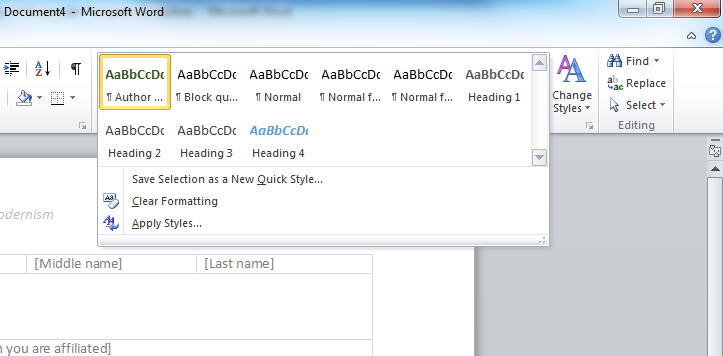 Document4 - Microsoft Word
Find
Replace
Select
Editing
Change
Styles
AaBbCcDc AaBbCcDc AaBbCcDc AaBbCcDc AaBbCcDc AaBbCcDc
¶ Author ... ¶ Block qu... ¶ Normal ¶ Normal f... ¶ Normal f... Heading 1
AaBbCcDc AaBbCcDc AaBbCcDc
Heading 2 Heading 3 Heading 4
Save Selection as a New Quick Style...
Clear Formatting
Apply Styles...
odernism
[Middle name] [Last name]
you are affiliated]